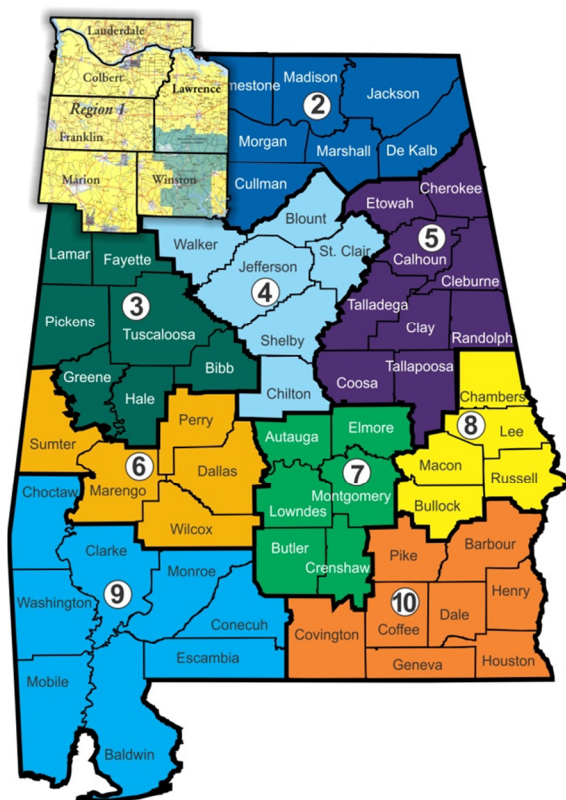 Lauderdale
Colbert
Lawrence
Region 1
Franklin
Marion
Winston
nestone
Madison
2
Jackson
Morgan
Marshall
De Kalb
Cullman
Cherokee
Etowah
Blount
Walker
St. Clair
5
Calhoun
Lamar
Fayette
Jefferson
4
Cleburne
3
Talladega
Pickens
Tuscaloosa
Clay
Shelby
Randolph
Bibb
Tallapoosa
Greene
Coosa
Hale
Chilton
Chambers
Perry
Autauga
Elmore
8
Lee
Sumter
6
Dallas
7
Macon
Russell
Marengo
Choctaw
Montgomery
Lowndes
Bullock
Wilcox
Clarke
Butler
Pike
Barbour
Monroe
Crenshaw
9
Washington
10
Henry
Conecuh
Covington
Coffee
Dale
Escambia
Geneva
Houston
Mobile
Baldwin